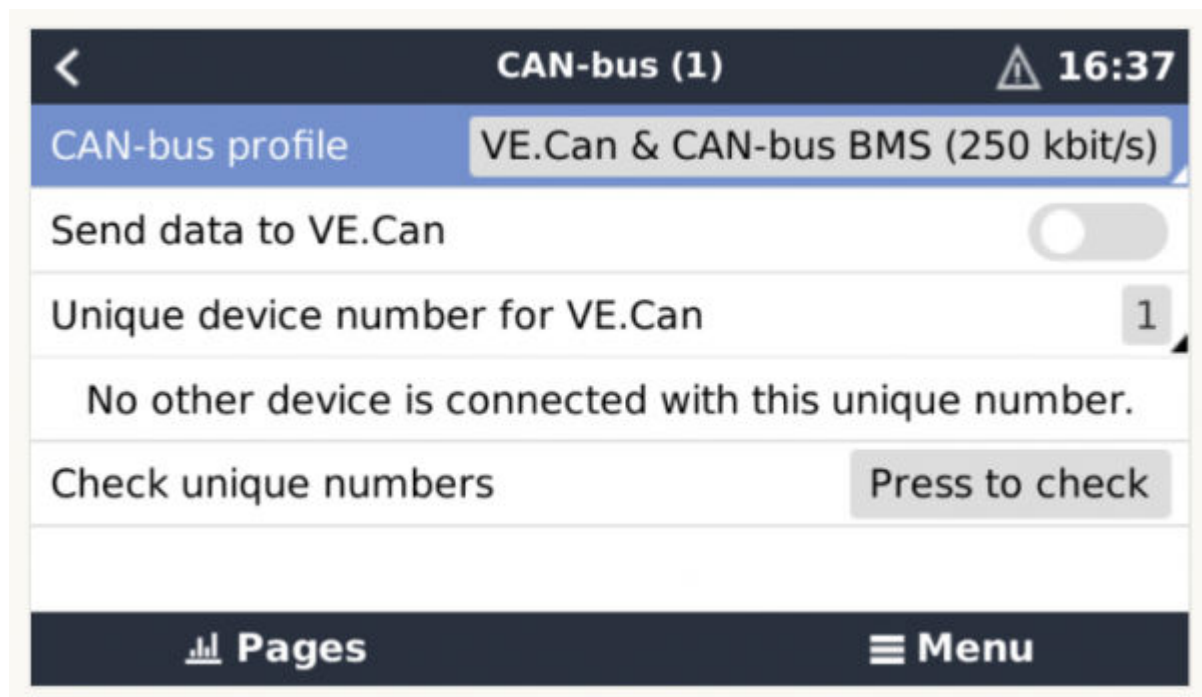 CAN-bus (1) 16:37
CAN-bus profile VE.Can & CAN-bus BMS (250 kbit/s)
Send data to VE.Can
Unique device number for VE.Can 1
No other device is connected with this unique number.
Check unique numbers Press to check
Pages Menu